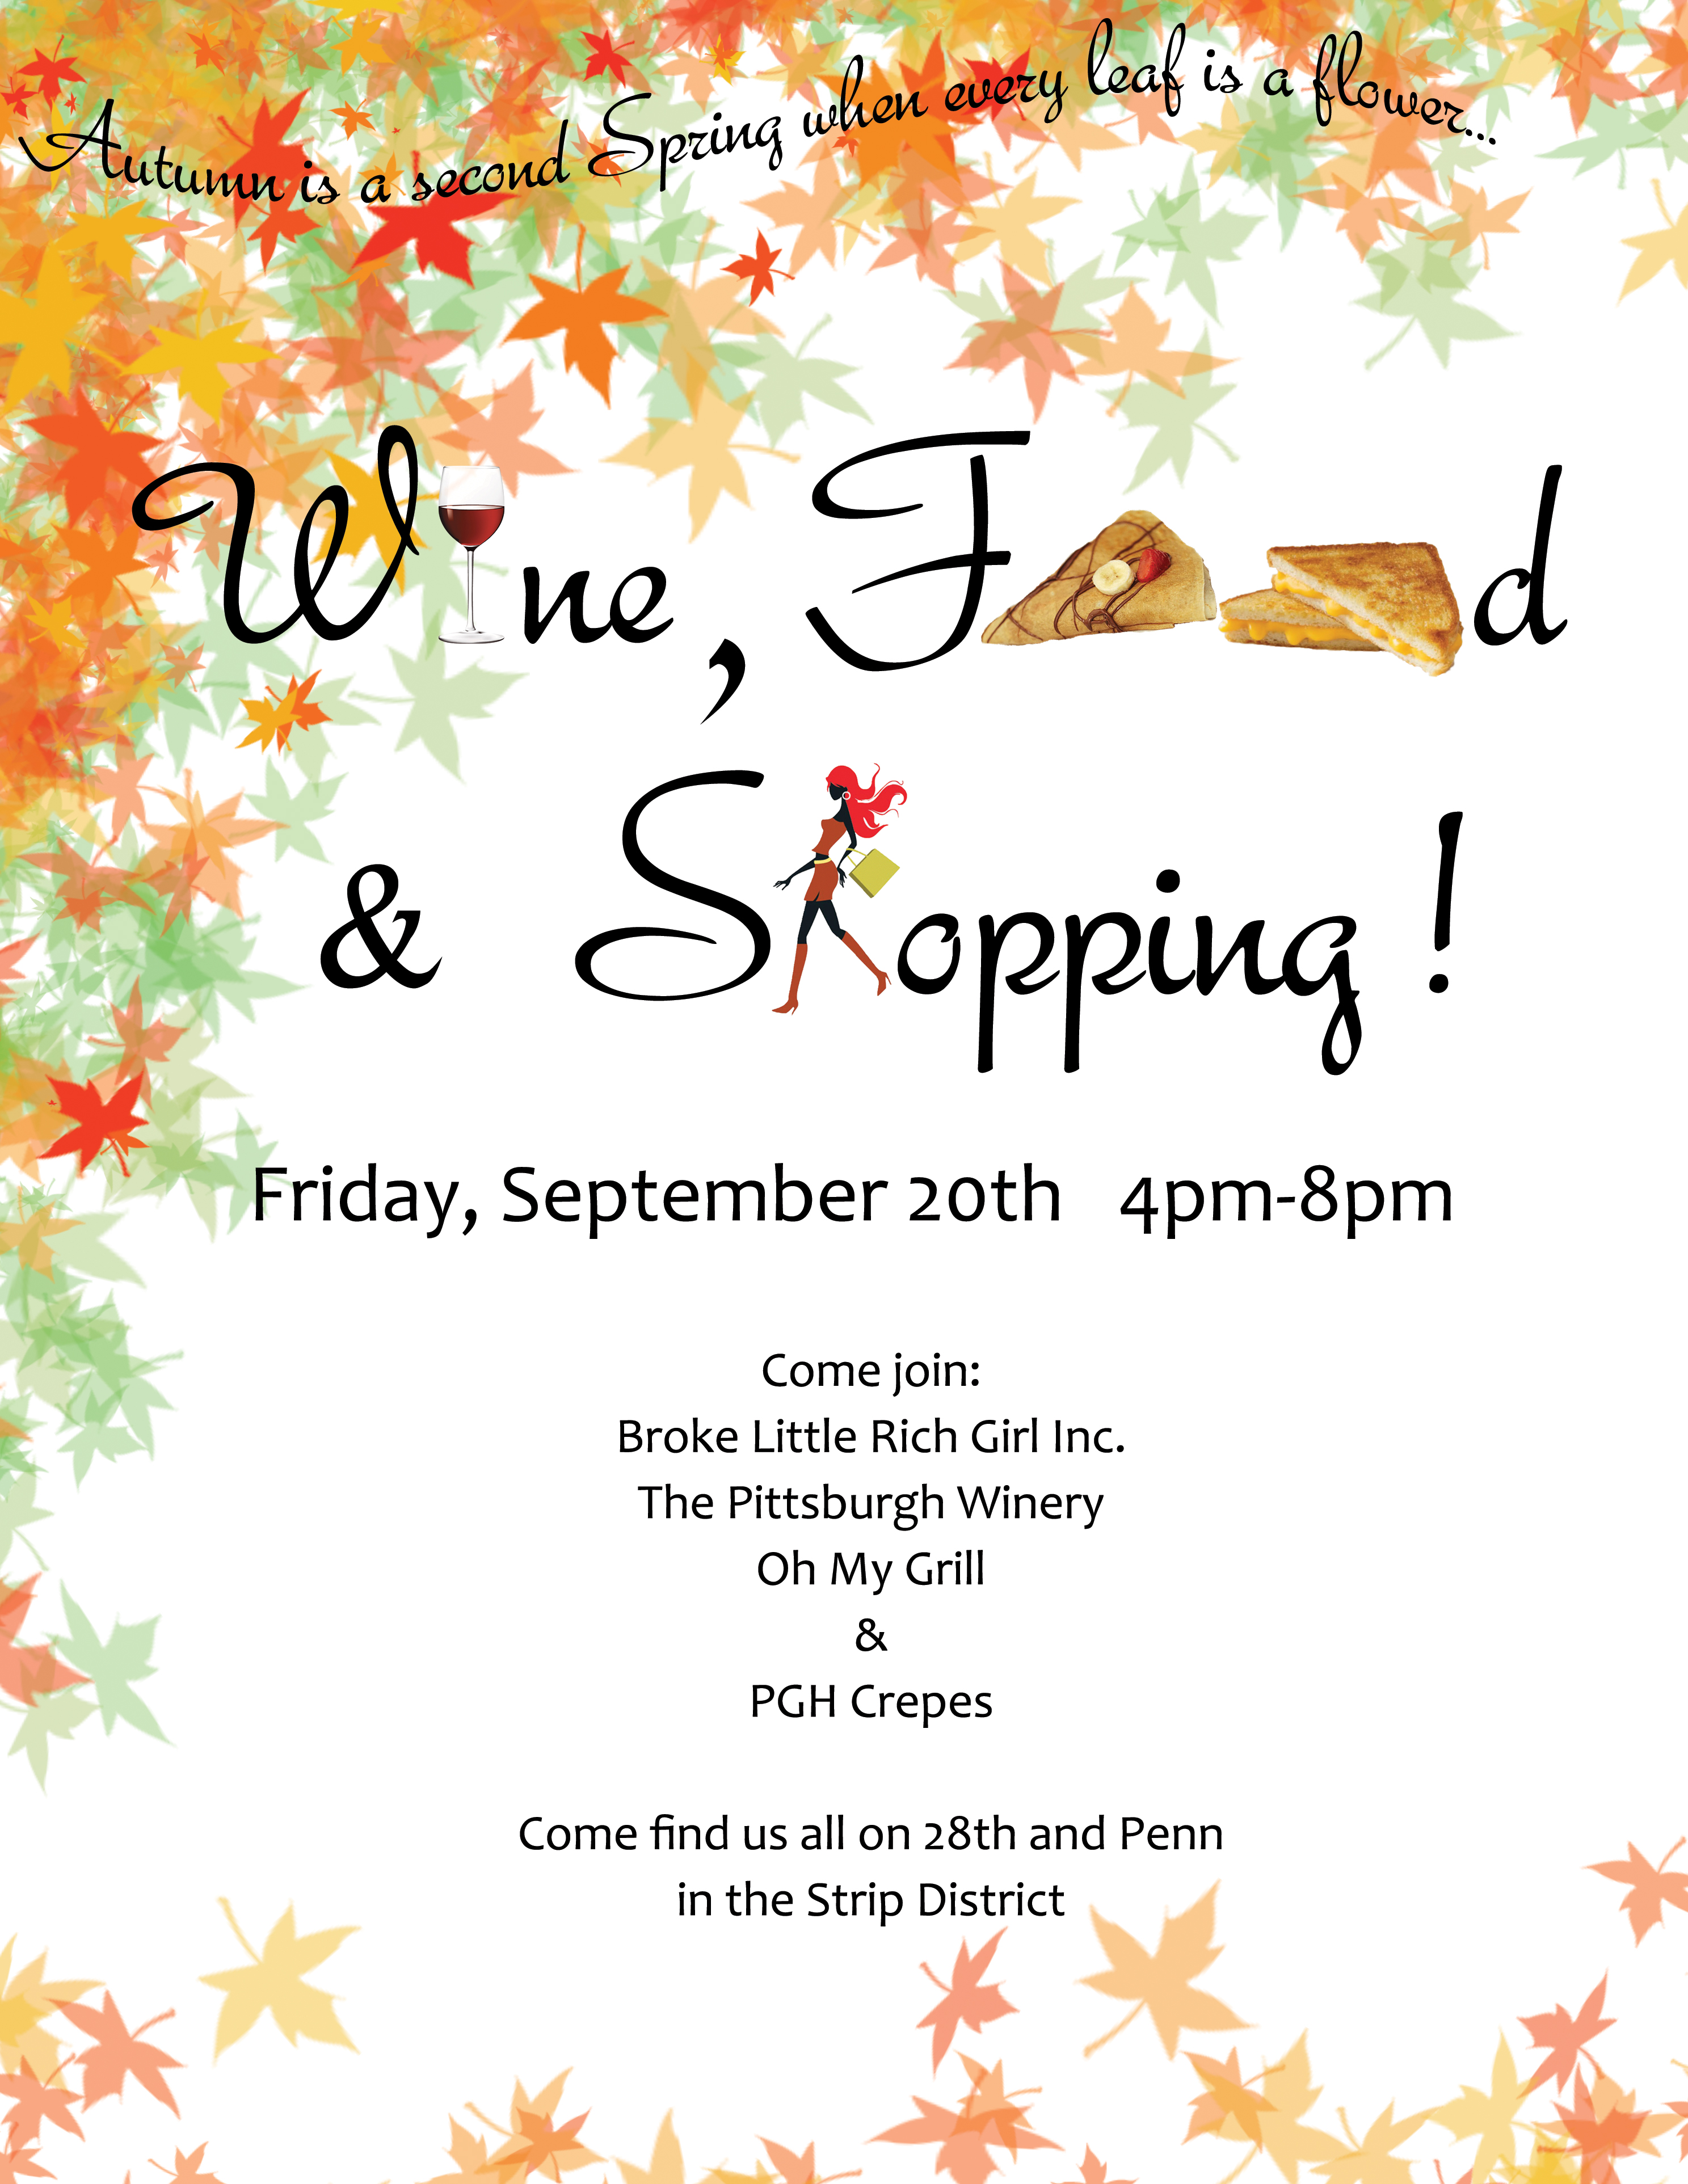 Autumn is a second Spring when every leaf is a flower...
Wine, Food
& Shopping !
Friday, September 20th 4pm-8pm
Come join:
Broke Little Rich Girl Inc.
The Pittsburgh Winery
Oh My Grill
&
PGH Crepes
Come find us all on 28th and Penn
in the Strip District